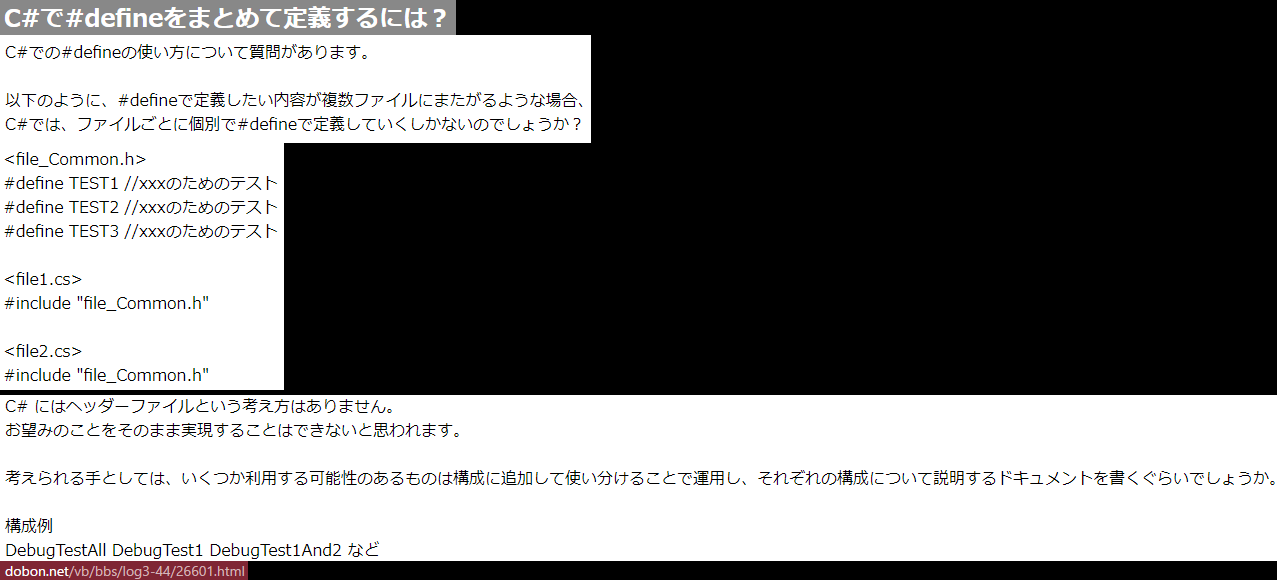 C#で#defineをまとめて定義するには？
C#での#defineの使い方について質問があります。
以下のように、#defineで定義したい内容が複数ファイルにまたがるような場合、
C#では、ファイルごとに個別で#defineで定義していくしかないのでしょうか？
<file_Common.h>
#define TEST1 //xxxのためのテスト
#define TEST2 //xxxのためのテスト
#define TEST3 //xxxのためのテスト
<file1.cs>
#include "file_Common.h"
<file2.cs>
#include "file_Common.h"
C# にはヘッダーファイルという考え方はありません。
お望みのことをそのまま実現することはできないと思われます。
考えられる手としては、いくつか利用する可能性のあるものは構成に追加して使い分けることで運用し、それぞれの構成について説明するドキュメントを書くぐらいでしょうか。
構成例
DebugTestAll DebugTest1 DebugTest1And2 など
dobon.net/vb/bbs/log3-44/26601.html